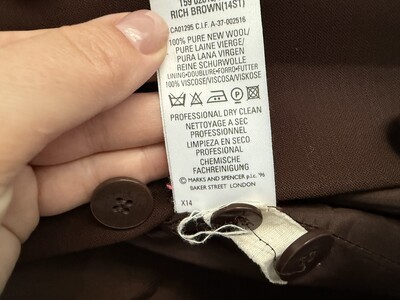 RICH BROWN(14S1)
CA01295 C.I.F. A-37-002516
100% PURE NEW WOOL/
PURE LAINE VIERGE/
PURA LANA VIRGEN
REINE SCHURWOLLE
LINING•DOUBLURE•FORRO•FUTTER
100% VISCOSE/VISCOSA/VISKOSE
P
PROFESSIONAL DRY CLEAN
NETTOYAGE A SEC
PROFESSIONNEL
LIMPIEZA EN SECO
PROFESIONAL
CHEMISCHE
FACHREINIGUNG
© MARKS AND SPENCER p.l.c. '96
BAKER STREET LONDON
X14